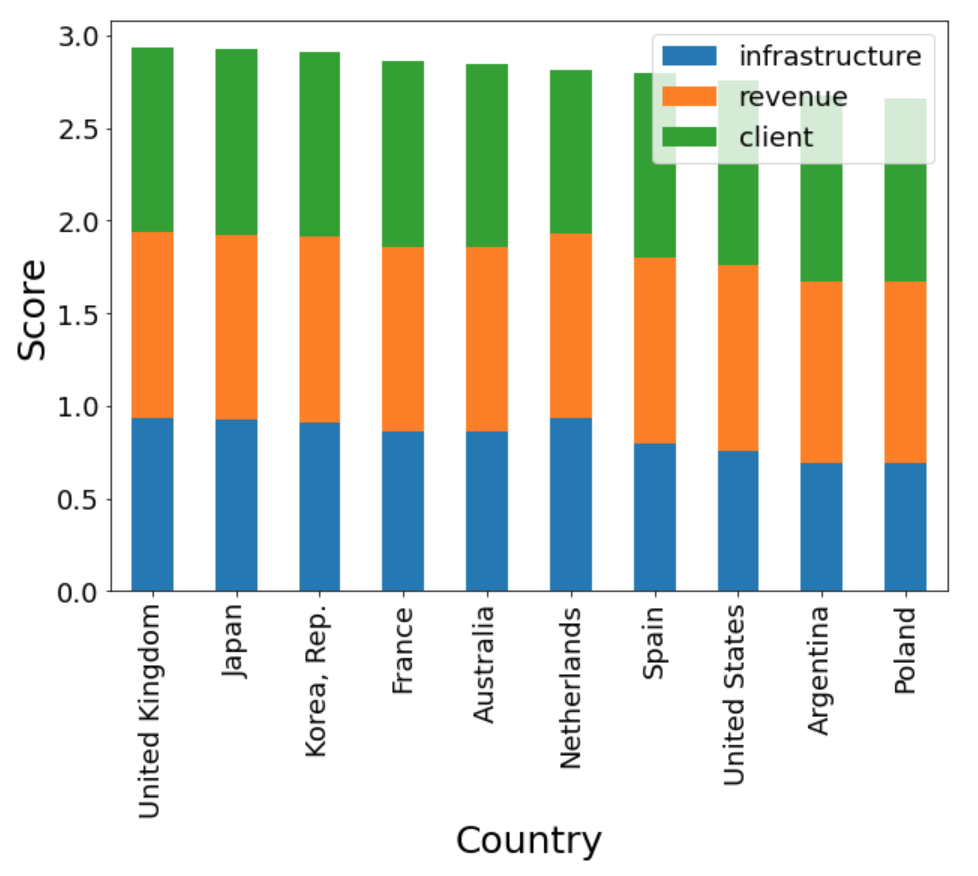 3.0
2.5
2.0
1.5
1.0
0.5
0.0
Score
infrastructure
revenue
client
United Kingdom
Japan
Korea, Rep.
France
Australia
Netherlands
Spain
United States
Argentina
Poland
Country